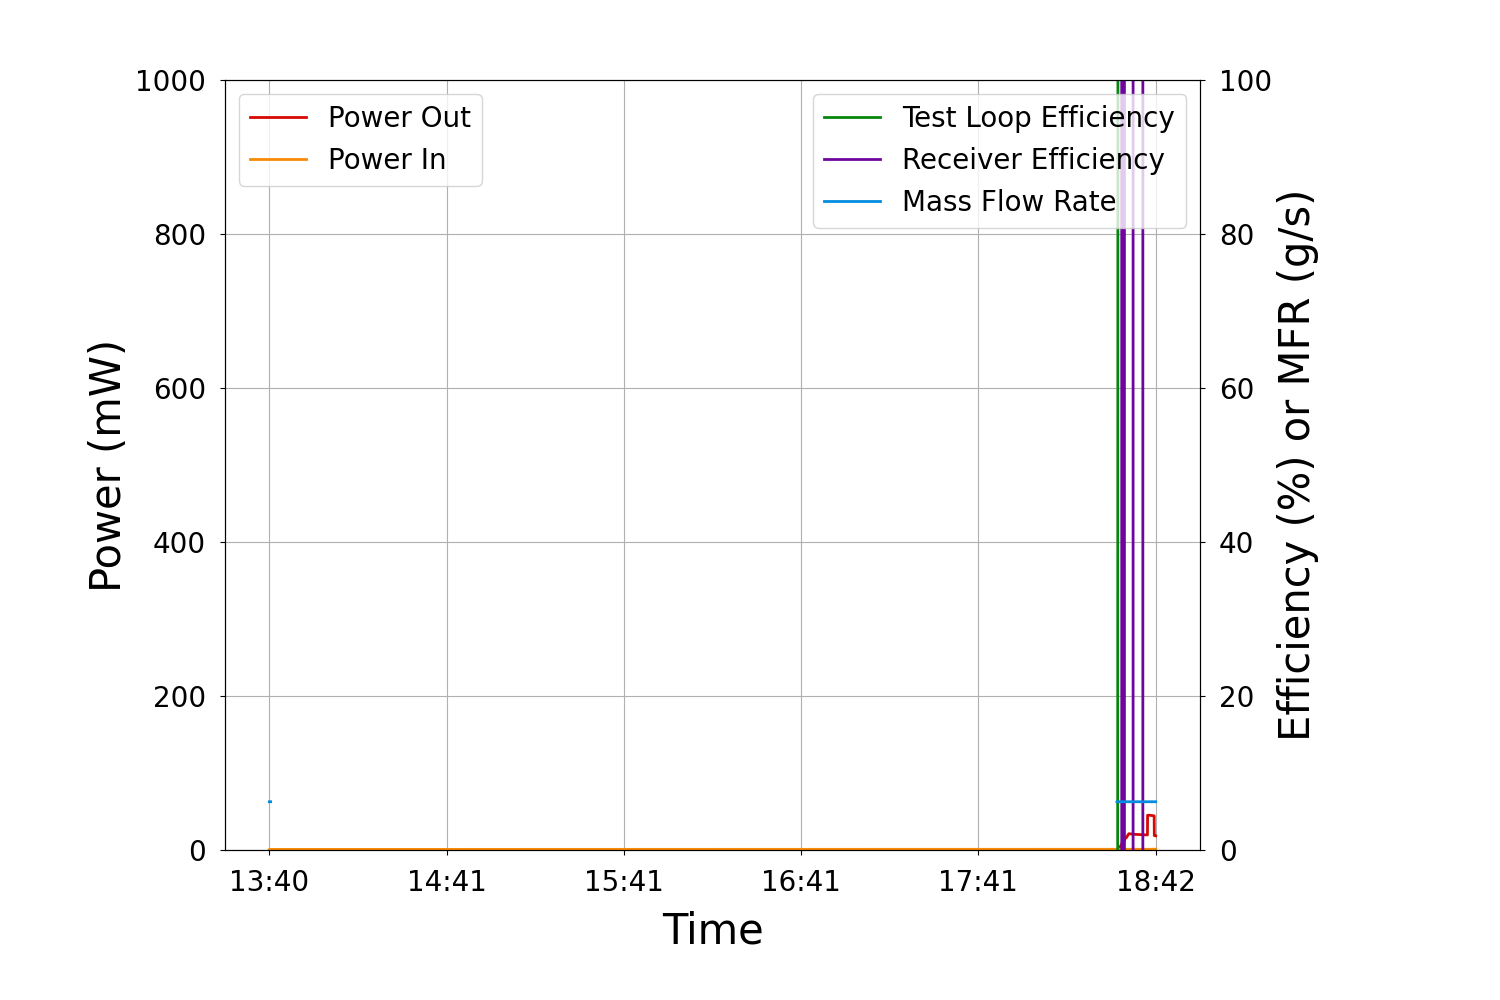 1000
800
600
400
200
0
Power (mW)
Power Out
Power In
Test Loop Efficiency
Receiver Efficiency
Mass Flow Rate
100
80
60
40
20
0
Efficiency (%) or MFR (g/s)
13:40 14:41 15:41 16:41 17:41 18:42
Time